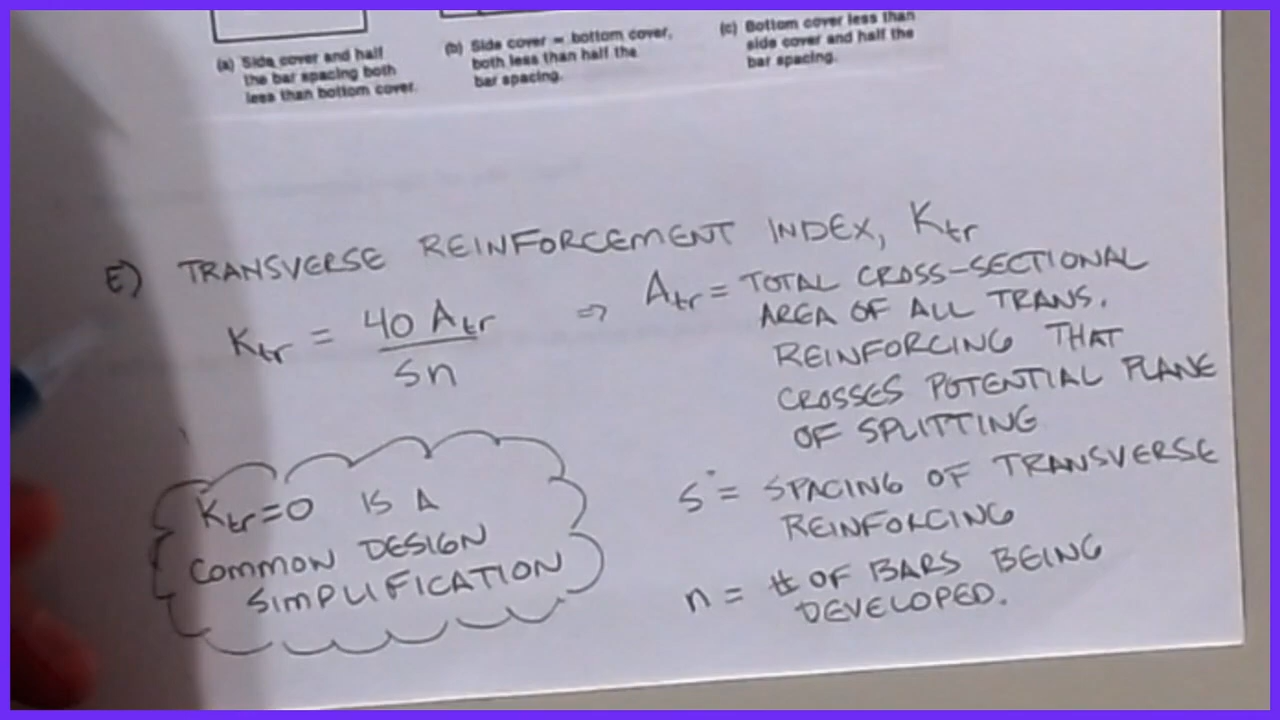 (a) Side cover and half
the bar spacing both
less than bottom cover.
(b) Side cover = bottom cover,
both less than half the
bar spacing.
(c) Bottom cover less than
side cover and half the
bar spacing.
E) TRANSVERSE REINFORCEMENT INDEX, Ktr
Ktr = 40 Atr / sn
⇒ Atr = TOTAL CROSS-SECTIONAL
AREA OF ALL TRANS.
REINFORCING THAT
CROSSES POTENTIAL PLANE
OF SPLITTING
S = SPACING OF TRANSVERSE
REINFORCING
n = # OF BARS BEING
DEVELOPED.
Ktr=0 IS A
COMMON DESIGN
SIMPLIFICATION